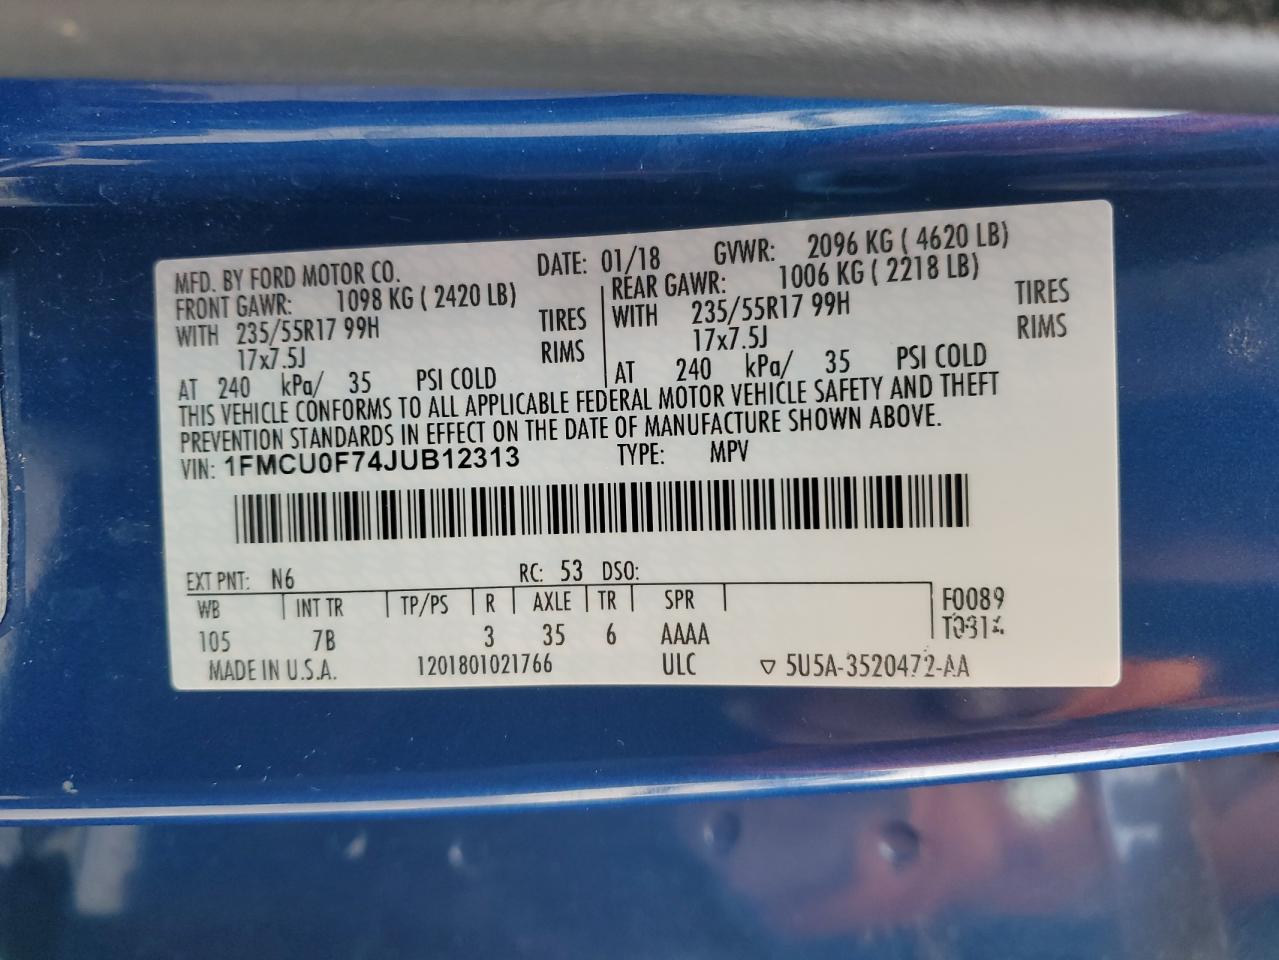 MFD. BY FORD MOTOR CO. DATE: 01/18 GVWR: 2096 KG ( 4620 LB)
FRONT GAWR: 1098 KG ( 2420 LB) REAR GAWR: 1006 KG ( 2218 LB)
WITH 235/55R17 99H TIRES WITH 235/55R17 99H TIRES
17x7.5J RIMS 17x7.5J RIMS
AT 240 kPa/ 35 PSI COLD AT 240 kPa/ 35 PSI COLD
THIS VEHICLE CONFORMS TO ALL APPLICABLE FEDERAL MOTOR VEHICLE SAFETY AND THEFT
PREVENTION STANDARDS IN EFFECT ON THE DATE OF MANUFACTURE SHOWN ABOVE.
VIN: 1FMCU0F74JUB12313 TYPE: MPV
EXT PNT: N6 RC: 53 DSO:
WB INT TR TP/PS R AXLE TR SPR F0089
105 7B 3 35 6 AAAA
MADE IN U.S.A. 1201801021766 ULC ▽ 5U5A-3520472-AA